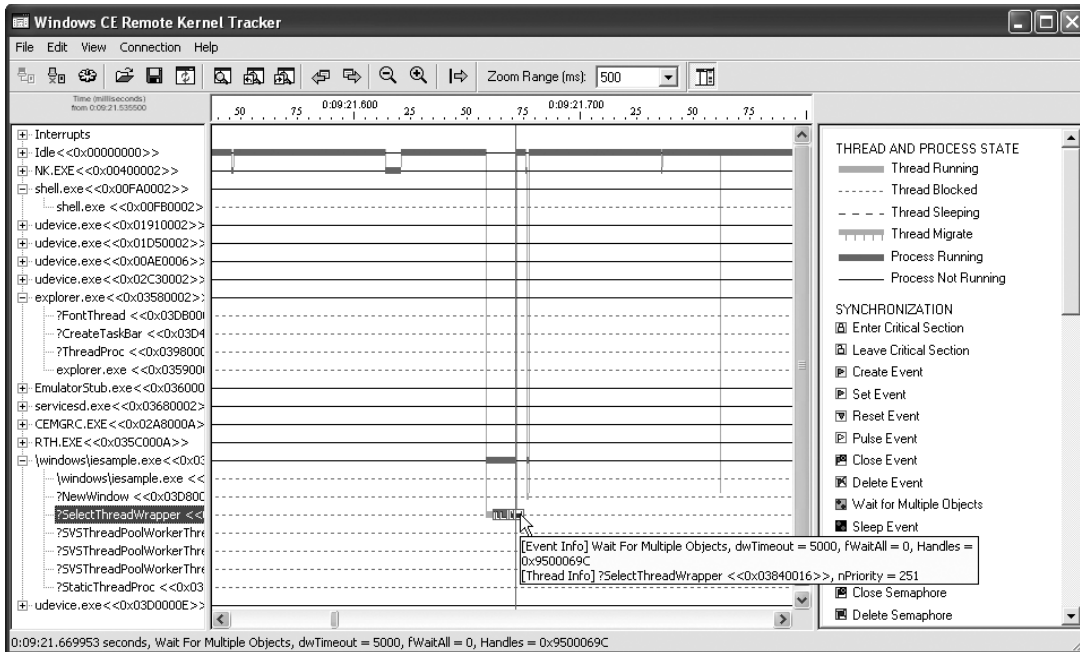 Windows CE Remote Kernel Tracker
File Edit View Connection Help
Zoom Range (ms): 500
Time (milliseconds)
from 0:09:21.535500
50 75 0:09:21.600 25 50 75 0:09:21.700 25 50 75
Interrupts
Idle<<0x00000000>>
NK.EXE<<0x00400002>>
shell.exe<<0x00FA0002>>
shell.exe <<0x00FB0002>
udevice.exe<<0x01910002>>
udevice.exe<<0x01D50002>>
udevice.exe<<0x00AE0006>>
udevice.exe<<0x02C30002>>
explorer.exe<<0x03580002>>
?FontThread <<0x03DB00
?CreateTaskBar <<0x03D4
?ThreadProc <<0x0398000
explorer.exe <<0x035900
EmulatorStub.exe<<0x036000
servicesd.exe<<0x03680002>
CEMGRC.EXE<<0x02A8000A>
RTH.EXE<<0x035C000A>>
\windows\iesample.exe<<0x03
\windows\iesample.exe <<
?NewWindow <<0x03D800
?SelectThreadWrapper <<
?SVSThreadPoolWorkerThre
?SVSThreadPoolWorkerThre
?SVSThreadPoolWorkerThre
?StaticThreadProc <<0x03
udevice.exe<<0x03D0000E>>
[Event Info] Wait For Multiple Objects, dwTimeout = 5000, fWaitAll = 0, Handles =
0x9500069C
[Thread Info] ?SelectThreadWrapper <<0x03840016>>, nPriority = 251
THREAD AND PROCESS STATE
Thread Running
Thread Blocked
Thread Sleeping
Thread Migrate
Process Running
Process Not Running
SYNCHRONIZATION
Enter Critical Section
Leave Critical Section
Create Event
Set Event
Reset Event
Pulse Event
Close Event
Delete Event
Wait for Multiple Objects
Sleep Event
Close Semaphore
Delete Semaphore
0:09:21.669953 seconds, Wait For Multiple Objects, dwTimeout = 5000, fWaitAll = 0, Handles = 0x9500069C